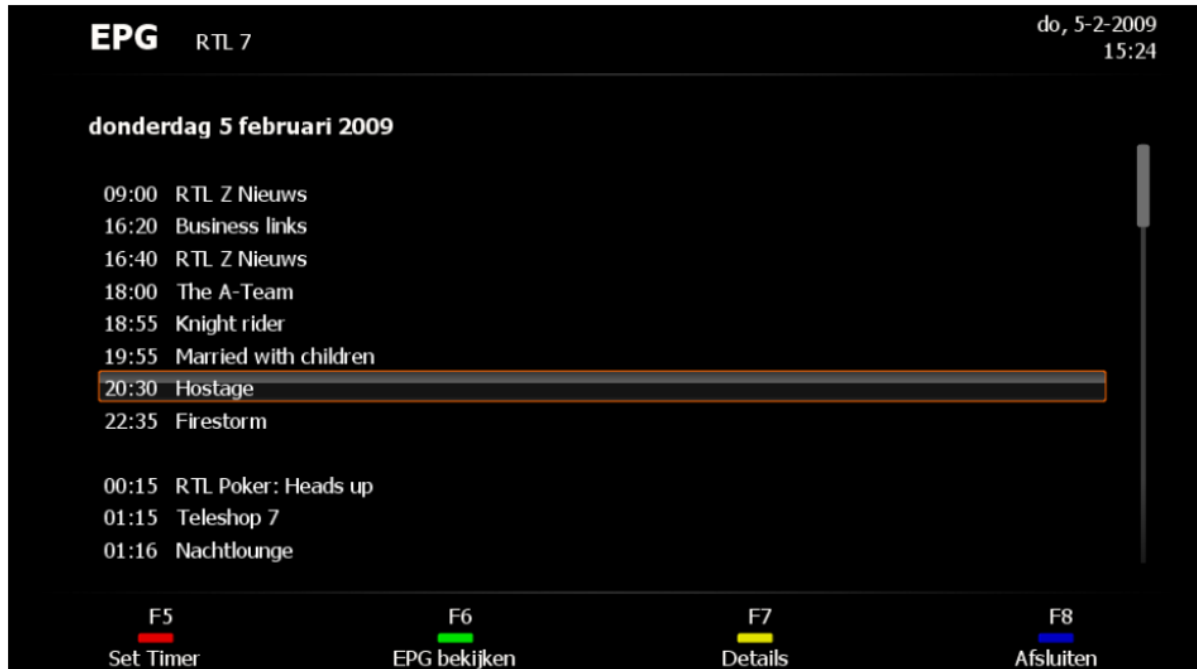 EPG RTL 7
do, 5-2-2009
15:24
donderdag 5 februari 2009
09:00 RTL Z Nieuws
16:20 Business links
16:40 RTL Z Nieuws
18:00 The A-Team
18:55 Knight rider
19:55 Married with children
20:30 Hostage
22:35 Firestorm
00:15 RTL Poker: Heads up
01:15 Teleshop 7
01:16 Nachtlounge
F5 F6 F7 F8
Set Timer EPG bekijken Details Afsluiten